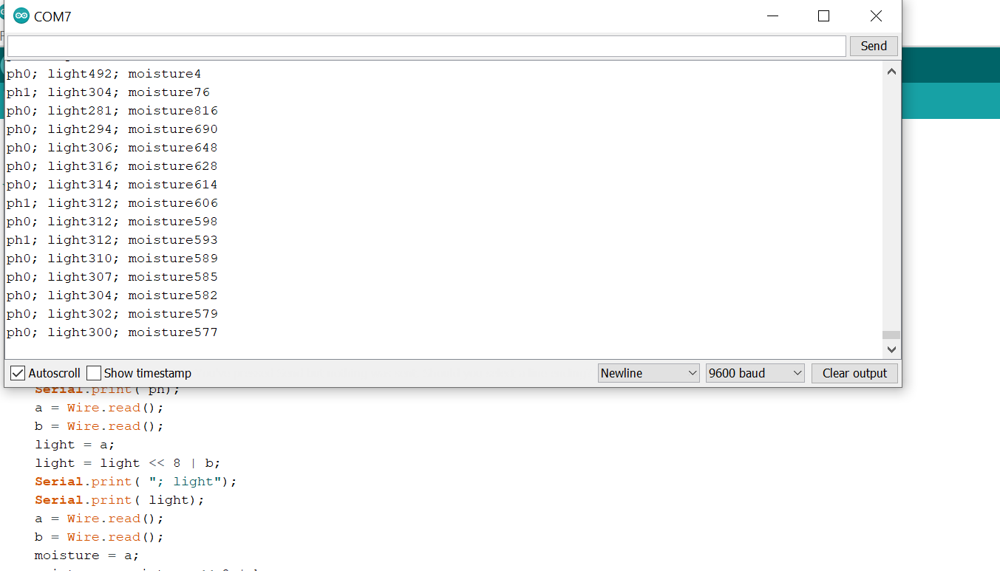 COM7
Send
ph0; light492; moisture4
ph1; light304; moisture76
ph0; light281; moisture816
ph0; light294; moisture690
ph0; light306; moisture648
ph0; light316; moisture628
ph0; light314; moisture614
ph1; light312; moisture606
ph0; light312; moisture598
ph1; light312; moisture593
ph0; light310; moisture589
ph0; light307; moisture585
ph0; light304; moisture582
ph0; light302; moisture579
ph0; light300; moisture577
Autoscroll Show timestamp Newline 9600 baud Clear output
Serial.print( ph);
a = Wire.read();
b = Wire.read();
light = a;
light = light << 8 | b;
Serial.print( "; light");
Serial.print( light);
a = Wire.read();
b = Wire.read();
moisture = a;